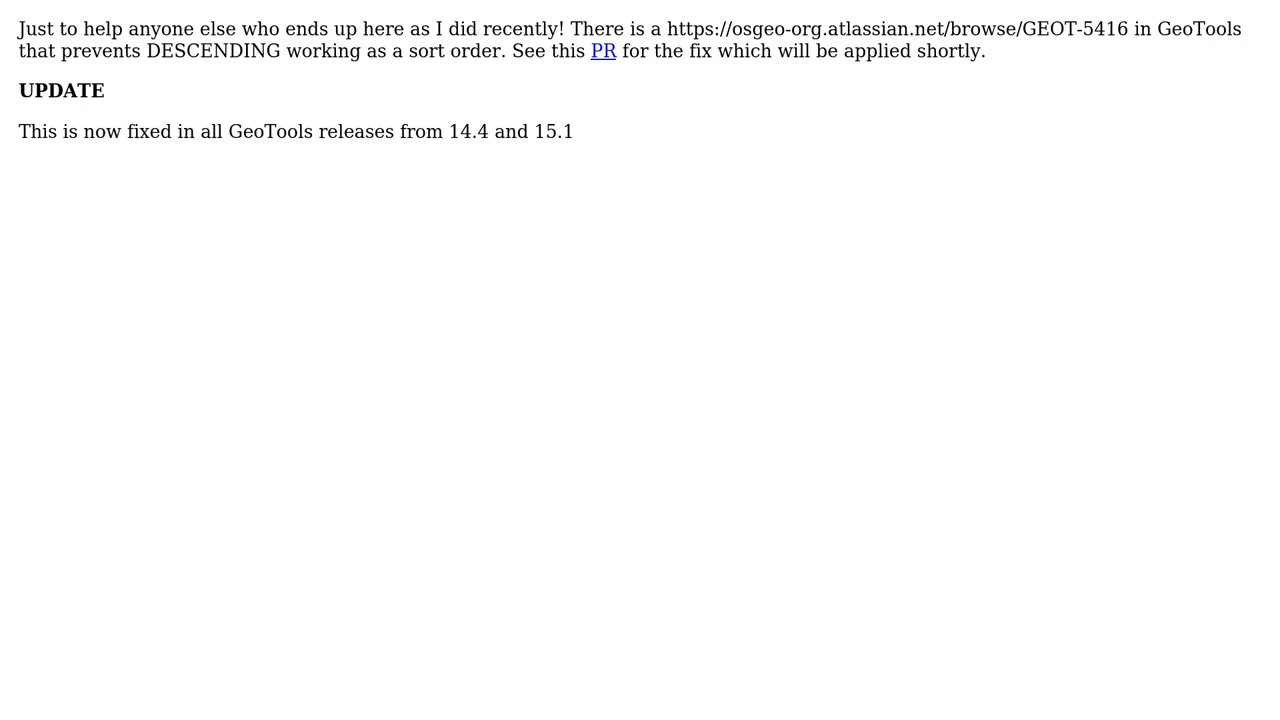 Just to help anyone else who ends up here as I did recently! There is a https://osgeo-org.atlassian.net/browse/GEOT-5416 in GeoTools
that prevents DESCENDING working as a sort order. See this PR for the fix which will be applied shortly.
UPDATE
This is now fixed in all GeoTools releases from 14.4 and 15.1